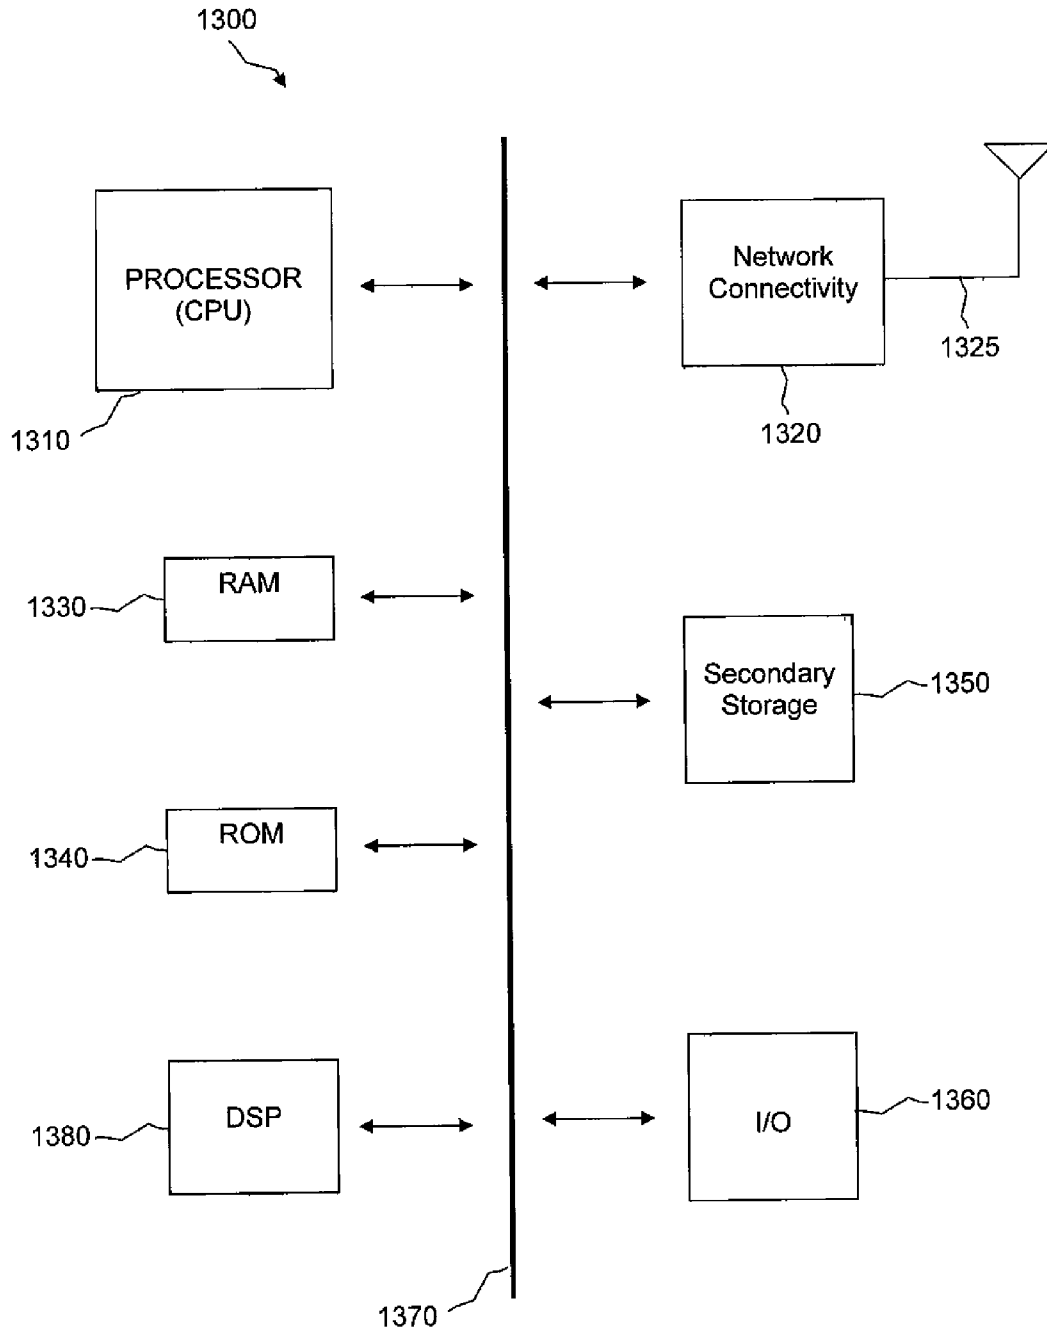 1300
PROCESSOR
(CPU)
1310
Network
Connectivity
1325
1320
RAM
1330
Secondary
Storage
1350
ROM
1340
DSP
1380
I/O
1360
1370